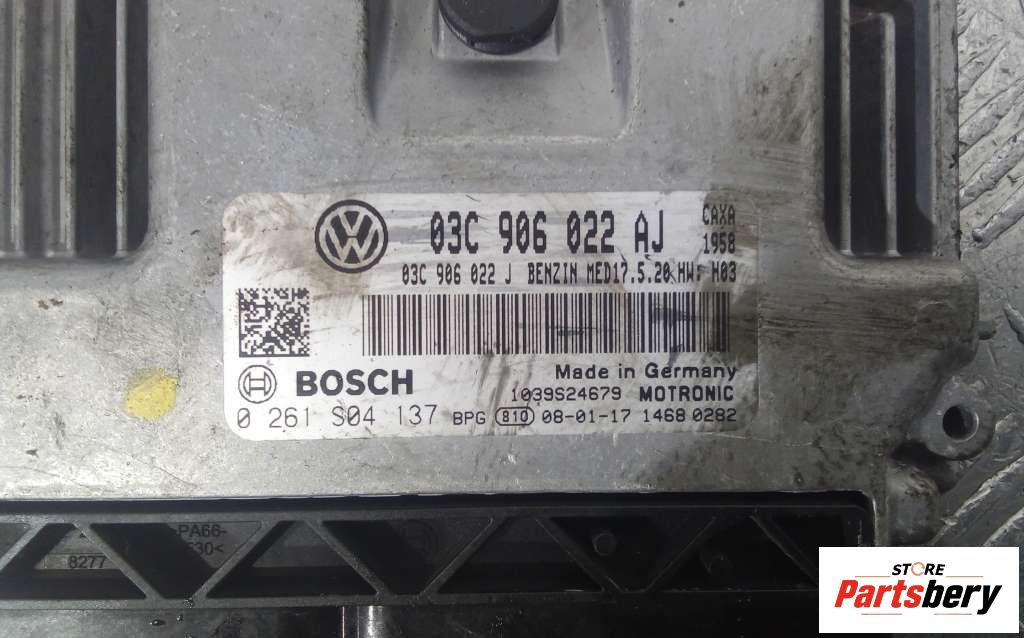 03C 906 022 AJ CAXA
1958
03C 906 022 J BENZIN MED17.5.20 HW: H03
BOSCH
Made in Germany
1039S24679 MOTRONIC
0 261 S04 137 BPG 810 08-01-17 1468 0282
PA66-
30<
8277
STORE
Partsbery